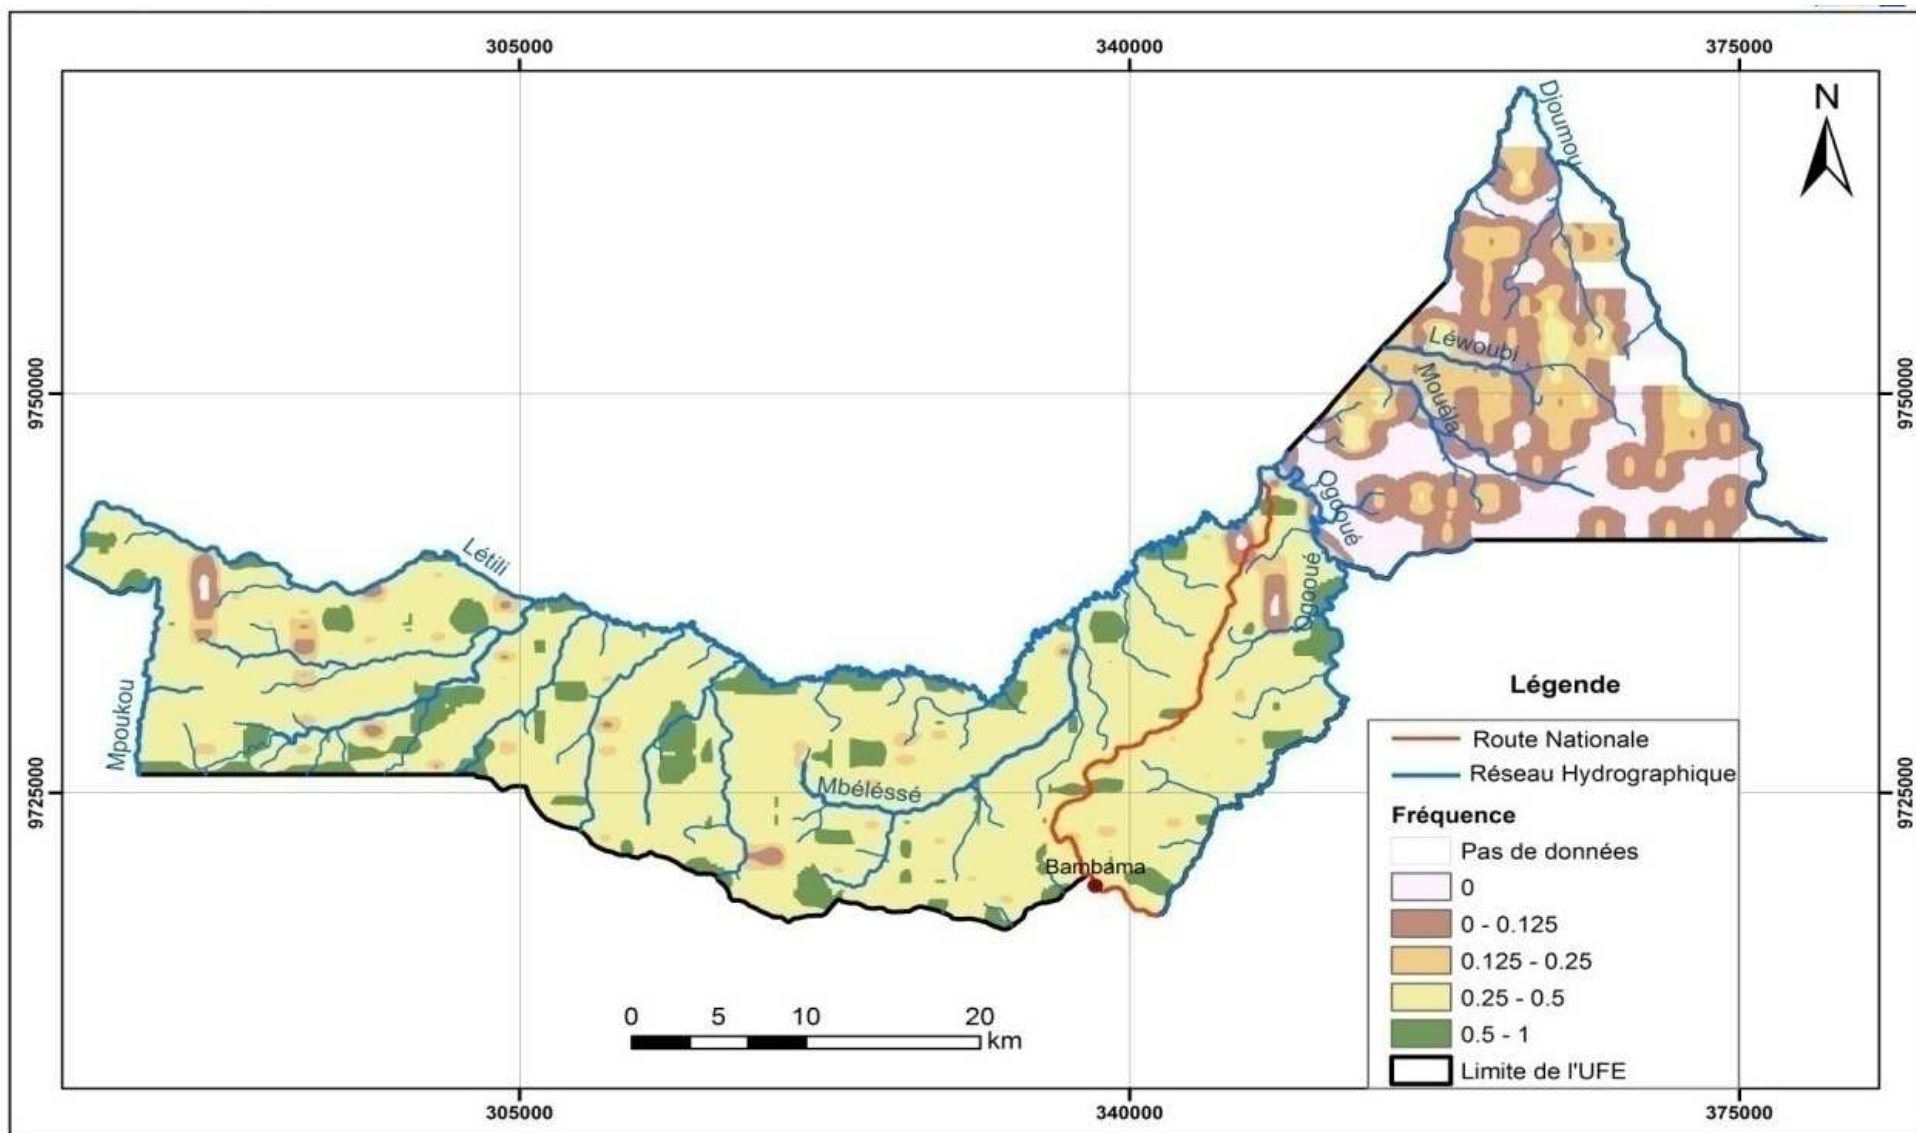 305000
340000
375000
N
Djoumou
Léwoubi
Mouéla
9750000
9750000
Ogooué
Létili
Ogooué
Mpoukou
Légende
Route Nationale
Réseau Hydrographique
9725000
Mbéléssé
9725000
Fréquence
Pas de données
Bambama
0
0 - 0.125
0.125 - 0.25
0.25 - 0.5
0 5 10 20
km
0.5 - 1
Limite de l'UFE
305000
340000
375000